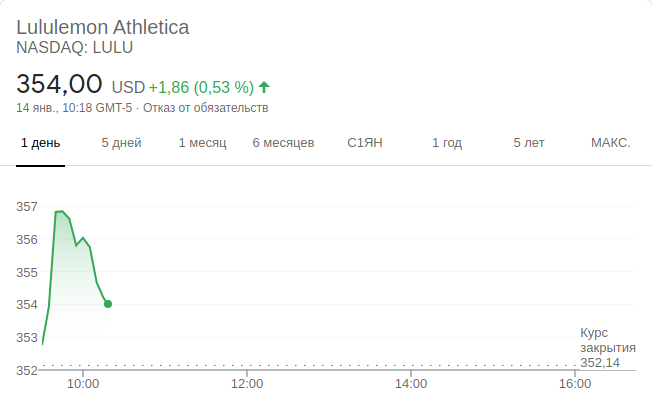 Lululemon Athletica
NASDAQ: LULU
354,00 USD +1,86 (0,53 %)
14 янв., 10:18 GMT-5 · Отказ от обязательств
1 день 5 дней 1 месяц 6 месяцев С1ЯН 1 год 5 лет МАКС.
357
356
355
354
353
352
Курс
закрытия
352,14
10:00 12:00 14:00 16:00